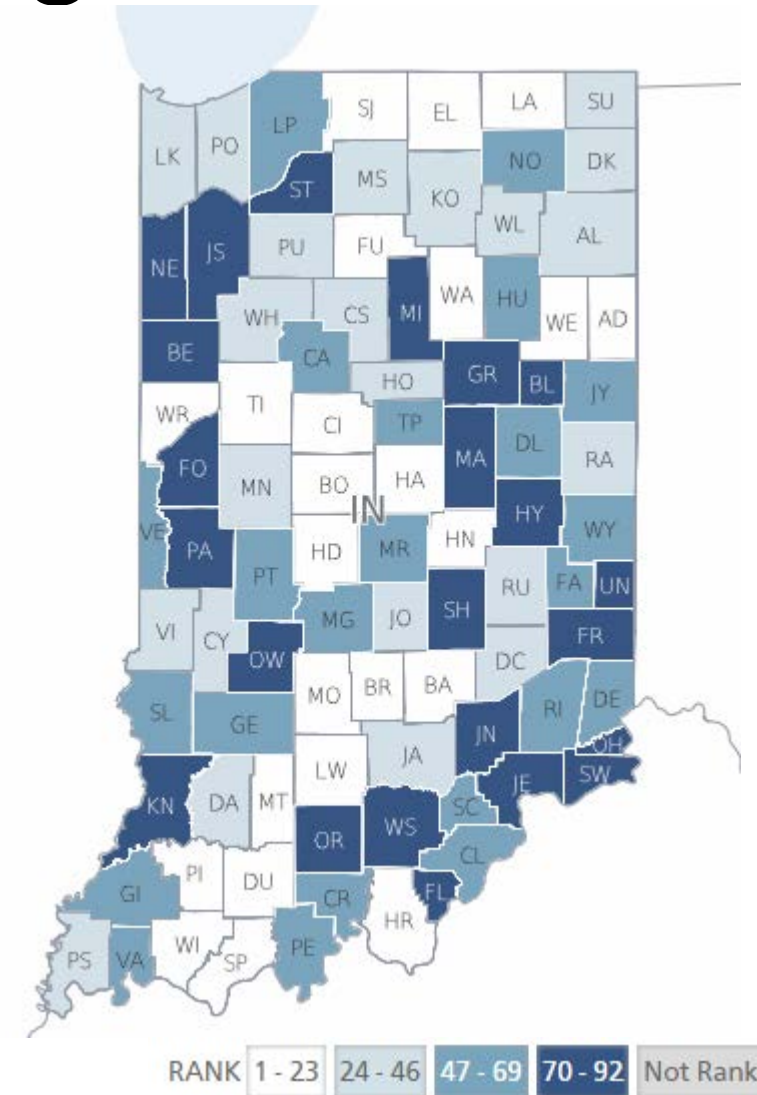 SJ EL LA SU
LP
LK PO
NO DK
ST MS
KO
WL AL
PU FU
NE JS
WA HU
WH CS MI WE AD
BE CA
HO GR BL JY
WR TI
CI TP
FO MA DL RA
MN BO HA
IN
VE PA HD MR HN HY WY
PT
RU FA UN
VI CY MG JO SH
FR
OW DC
MO BR BA
SL GE RI DE
JN
LW JA OH
KN DA MT JE SW
SC
OR WS
CL
GI PI DU
CR FL
HR
PS VA WI SP PE
RANK 1 - 23 24 - 46 47 - 69 70 - 92 Not Rank